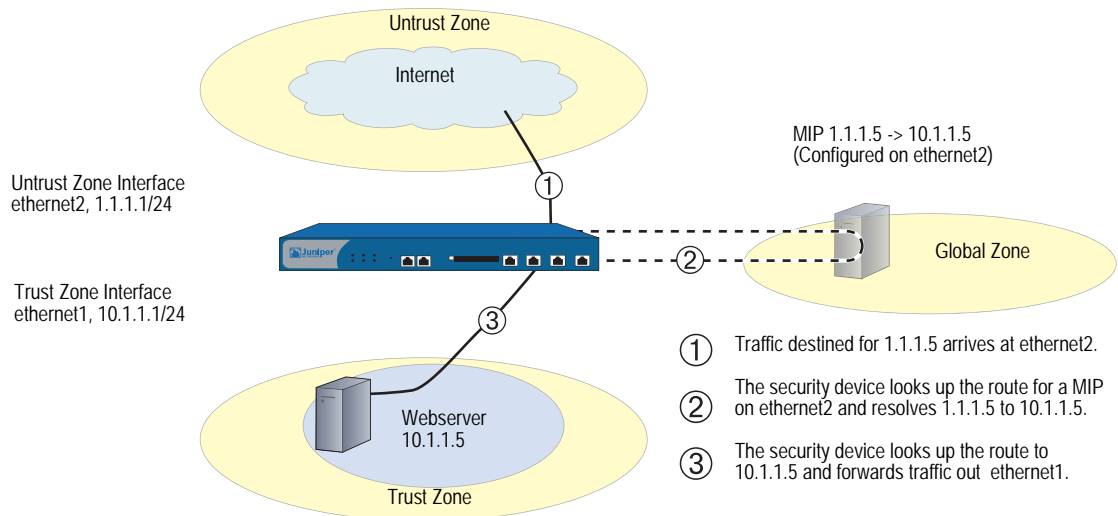 Untrust Zone
Internet
MIP 1.1.1.5 -> 10.1.1.5
(Configured on ethernet2)
Untrust Zone Interface
ethernet2, 1.1.1.1/24
1
Juniper
Global Zone
2
Trust Zone Interface
ethernet1, 10.1.1.1/24
3
1 Traffic destined for 1.1.1.5 arrives at ethernet2.
2 The security device looks up the route for a MIP
on ethernet2 and resolves 1.1.1.5 to 10.1.1.5.
3 The security device looks up the route to
10.1.1.5 and forwards traffic out ethernet1.
Webserver
10.1.1.5
Trust Zone